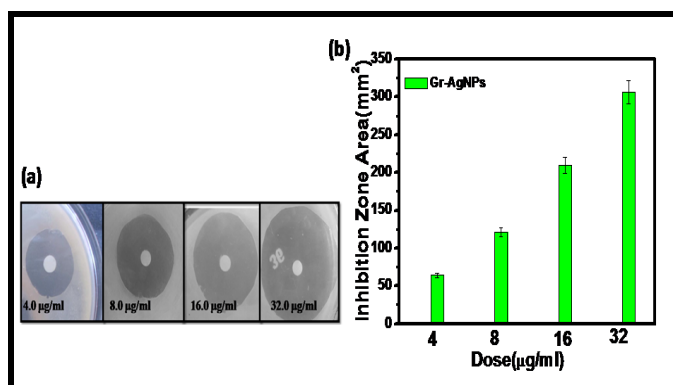 (a)
4.0 µg/ml 8.0 µg/ml 16.0 µg/ml 32.0 µg/ml
(b)
Inhibition Zone Area(mm²)
350
300
250
200
150
100
50
0
Gr-AgNPs
4 8 16 32
Dose(µg/ml)